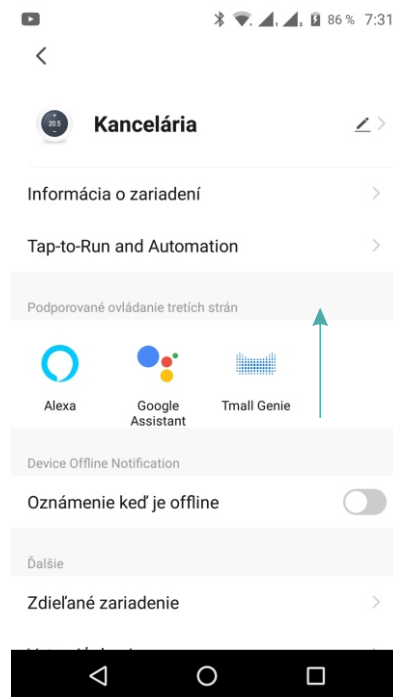 86 % 7:31
Kancelária
20.5
Informácia o zariadení
Tap-to-Run and Automation
Podporované ovládanie tretích strán
Alexa
Google
Assistant
Tmall Genie
Device Offline Notification
Oznámenie keď je offline
Ďalšie
Zdieľané zariadenie